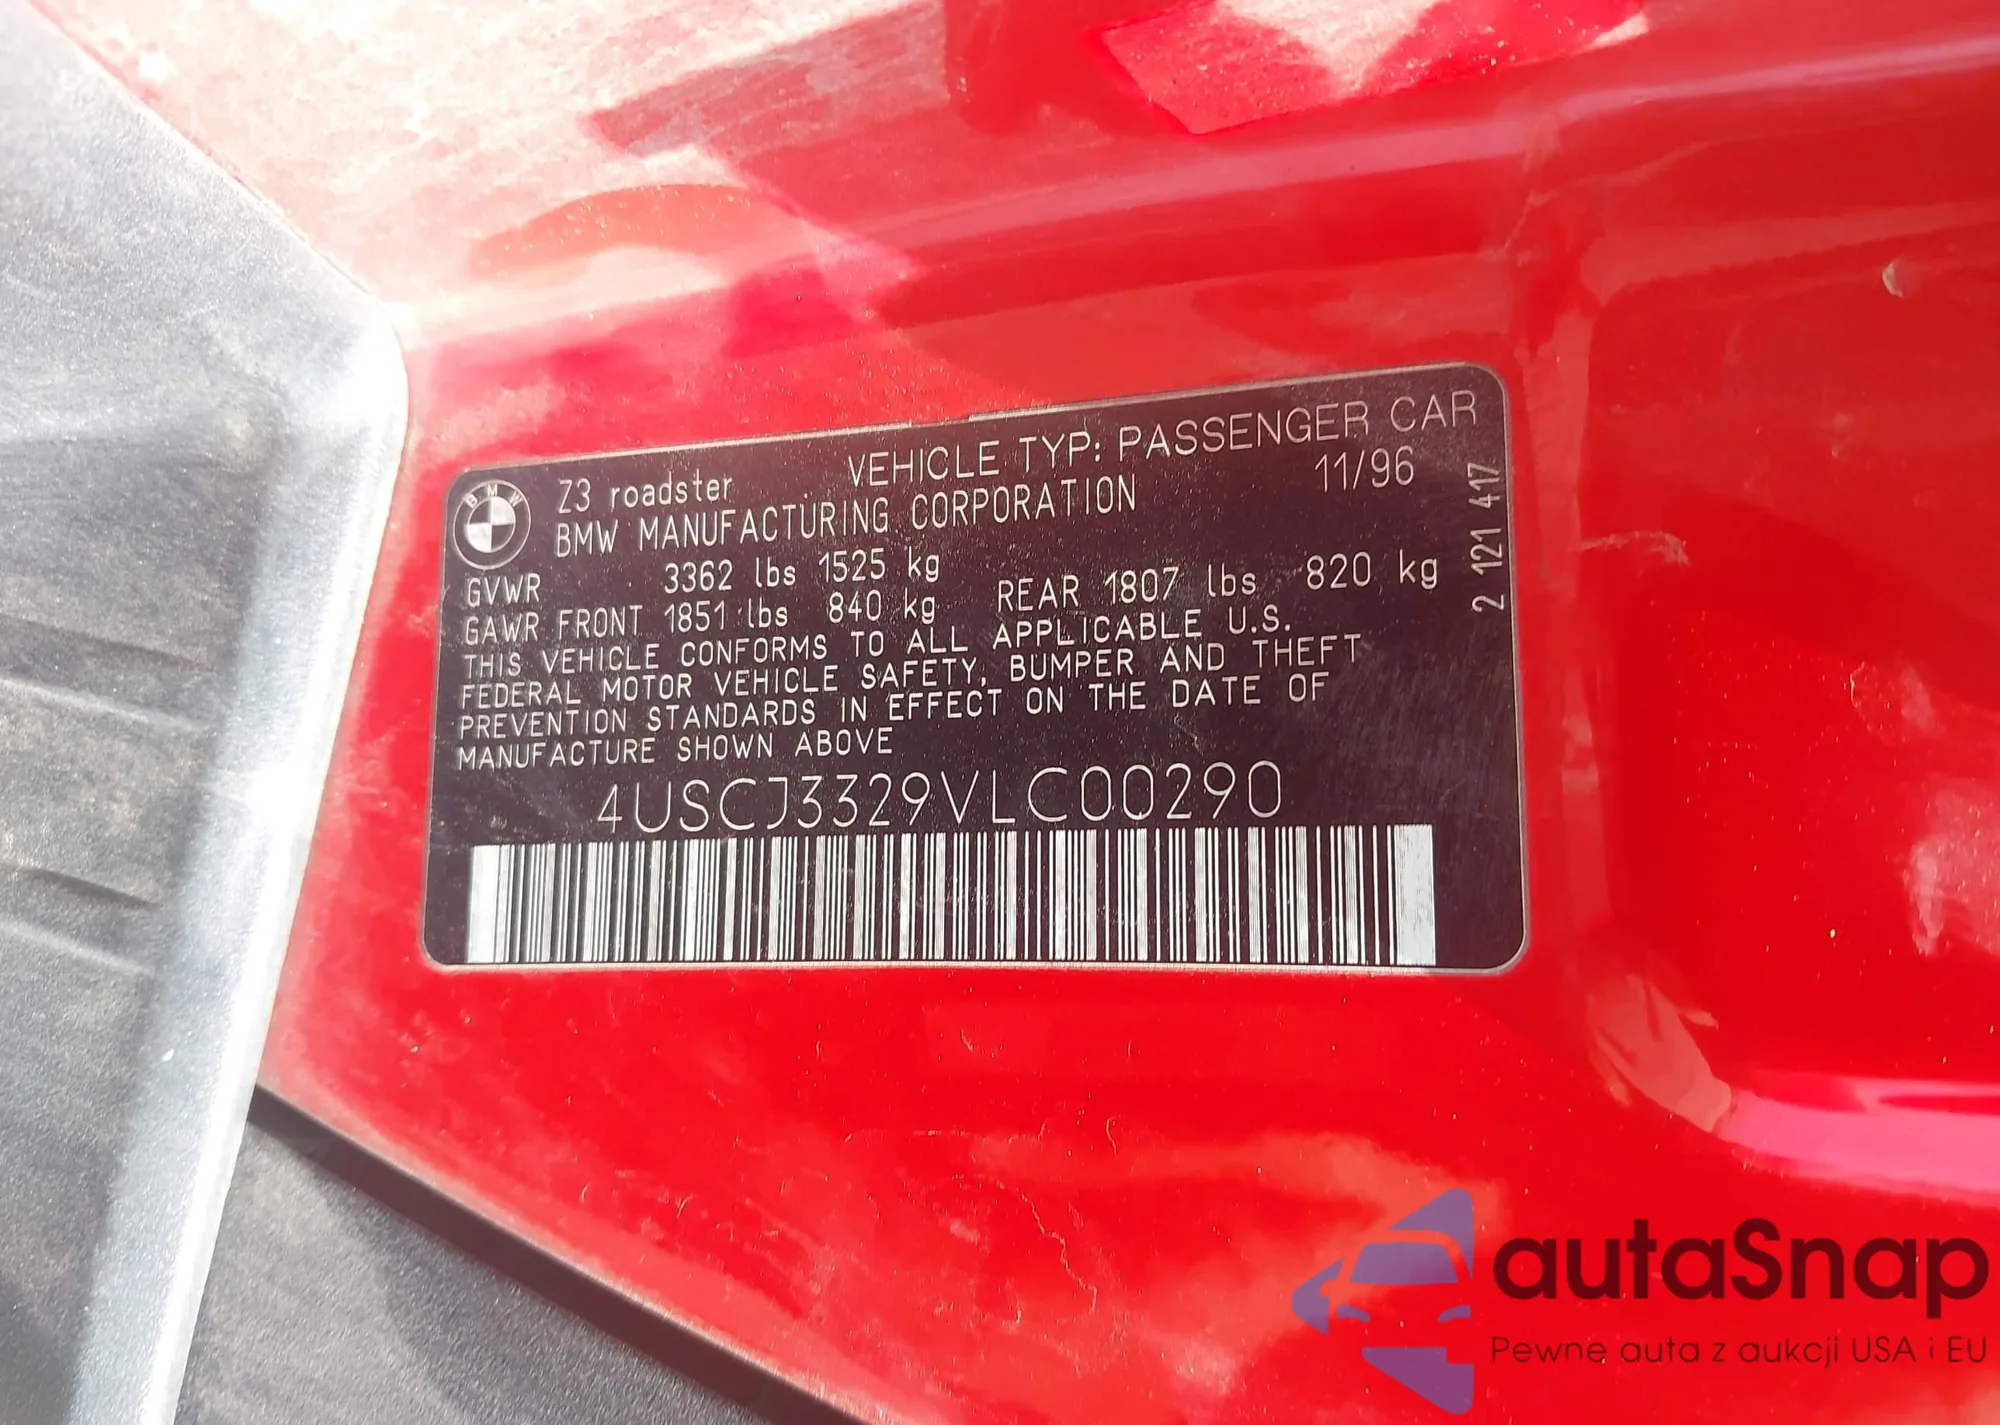 VEHICLE TYP: PASSENGER CAR
Z3 roadster 11/96
BMW
BMW MANUFACTURING CORPORATION
GVWR 3362 lbs 1525 kg
GAWR FRONT 1851 lbs 840 kg REAR 1807 lbs 820 kg
THIS VEHICLE CONFORMS TO ALL APPLICABLE U.S.
FEDERAL MOTOR VEHICLE SAFETY, BUMPER AND THEFT
PREVENTION STANDARDS IN EFFECT ON THE DATE OF
MANUFACTURE SHOWN ABOVE
2 121 417
4USCJ3329VLC00290
autaSnap
Pewne auta z aukcji USA i EU